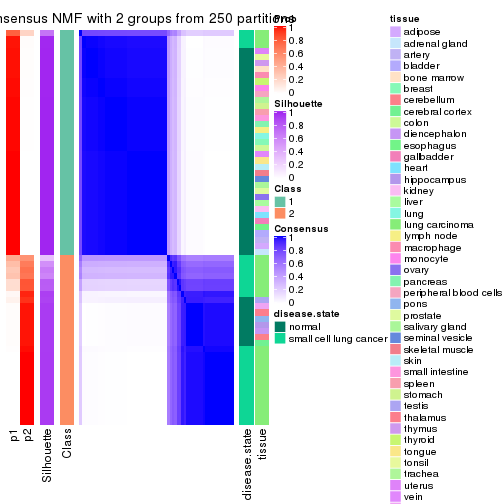 nsensus NMF with 2 groups from 250 partitions
Prop
1
0.8
0.6
0.4
0.2
0
Silhouette
1
0.8
0.6
0.4
0.2
0
Class
1
2
Consensus
1
0.8
0.6
0.4
0.2
0
disease.state
normal
small cell lung cancer
tissue
adipose
adrenal gland
artery
bladder
bone marrow
breast
cerebellum
cerebral cortex
colon
diencephalon
esophagus
gallbadder
heart
hippocampus
kidney
liver
lung
lung carcinoma
lymph node
macrophage
monocyte
ovary
pancreas
peripheral blood cells
pons
prostate
salivary gland
seminal vesicle
skeletal muscle
skin
small intestine
spleen
stomach
testis
thalamus
thymus
thyroid
tongue
tonsil
trachea
uterus
vein
p1
p2
Silhouette
Class
disease.state
tissue